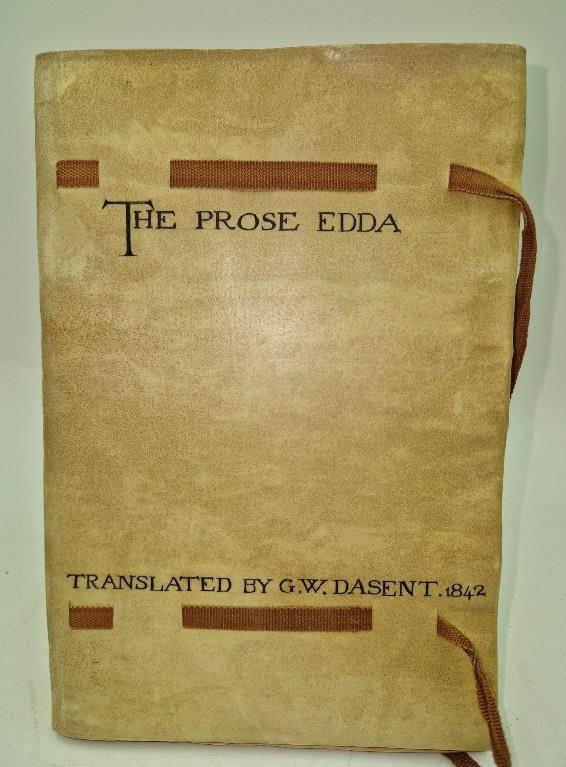 THE PROSE EDDA
TRANSLATED BY G.W. DASENT. 1842